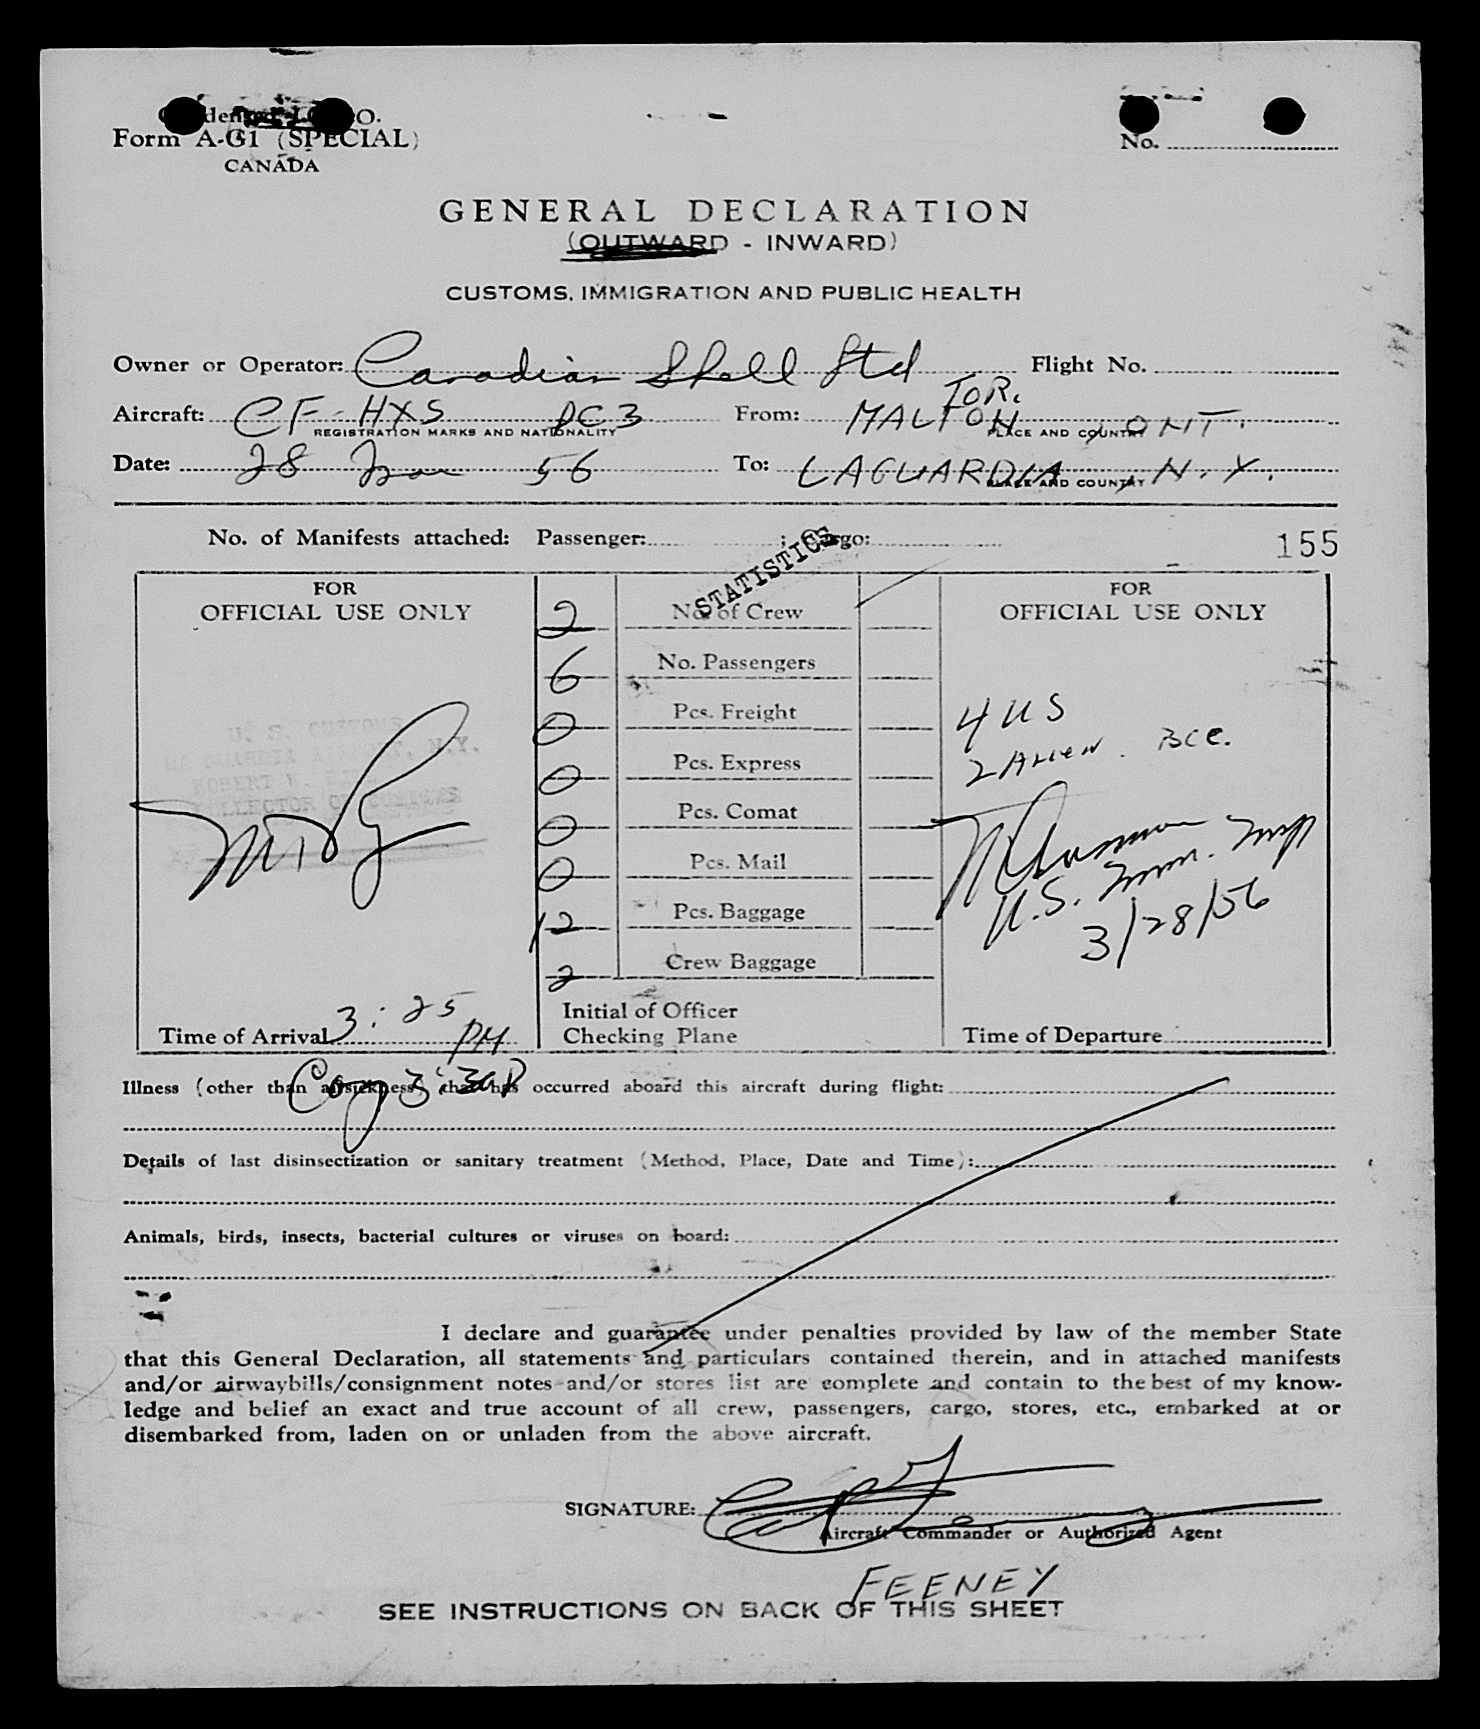 Form A-G1 (SPECIAL)
CANADA
No.
GENERAL DECLARATION
(OUTWARD - INWARD)
CUSTOMS, IMMIGRATION AND PUBLIC HEALTH
Owner or Operator: Canadian Shell Ltd Flight No.
TOR.
Aircraft: CF-HXS DC3 From: MALTON, ONT.
REGISTRATION MARKS AND NATIONALITY PLACE AND COUNTRY
Date: 28 Mar 56 To: LAGUARDIA, N.Y.
PLACE AND COUNTRY
No. of Manifests attached: Passenger: ; Cargo: 155
STATISTICS
FOR FOR
OFFICIAL USE ONLY OFFICIAL USE ONLY
2 No. of Crew
6 No. Passengers
0 Pcs. Freight
0 Pcs. Express
0 Pcs. Comat
0 Pcs. Mail
12 Pcs. Baggage
2 Crew Baggage
U. S. CUSTOMS
4 US
2 Alien
U.S. Imm. Insp
3/28/56
Initial of Officer
Checking Plane
Time of Arrival 3:25 PM
Time of Departure
Illness (other than airsickness) that has occurred aboard this aircraft during flight:
Details of last disinsectization or sanitary treatment (Method, Place, Date and Time):
Animals, birds, insects, bacterial cultures or viruses on board:
I declare and guarantee under penalties provided by law of the member State
that this General Declaration, all statements and particulars contained therein, and in attached manifests
and/or airwaybills/consignment notes and/or stores list are complete and contain to the best of my know-
ledge and belief an exact and true account of all crew, passengers, cargo, stores, etc., embarked at or
disembarked from, laden on or unladen from the above aircraft.
SIGNATURE:
Aircraft Commander or Authorized Agent
FEENEY
SEE INSTRUCTIONS ON BACK OF THIS SHEET